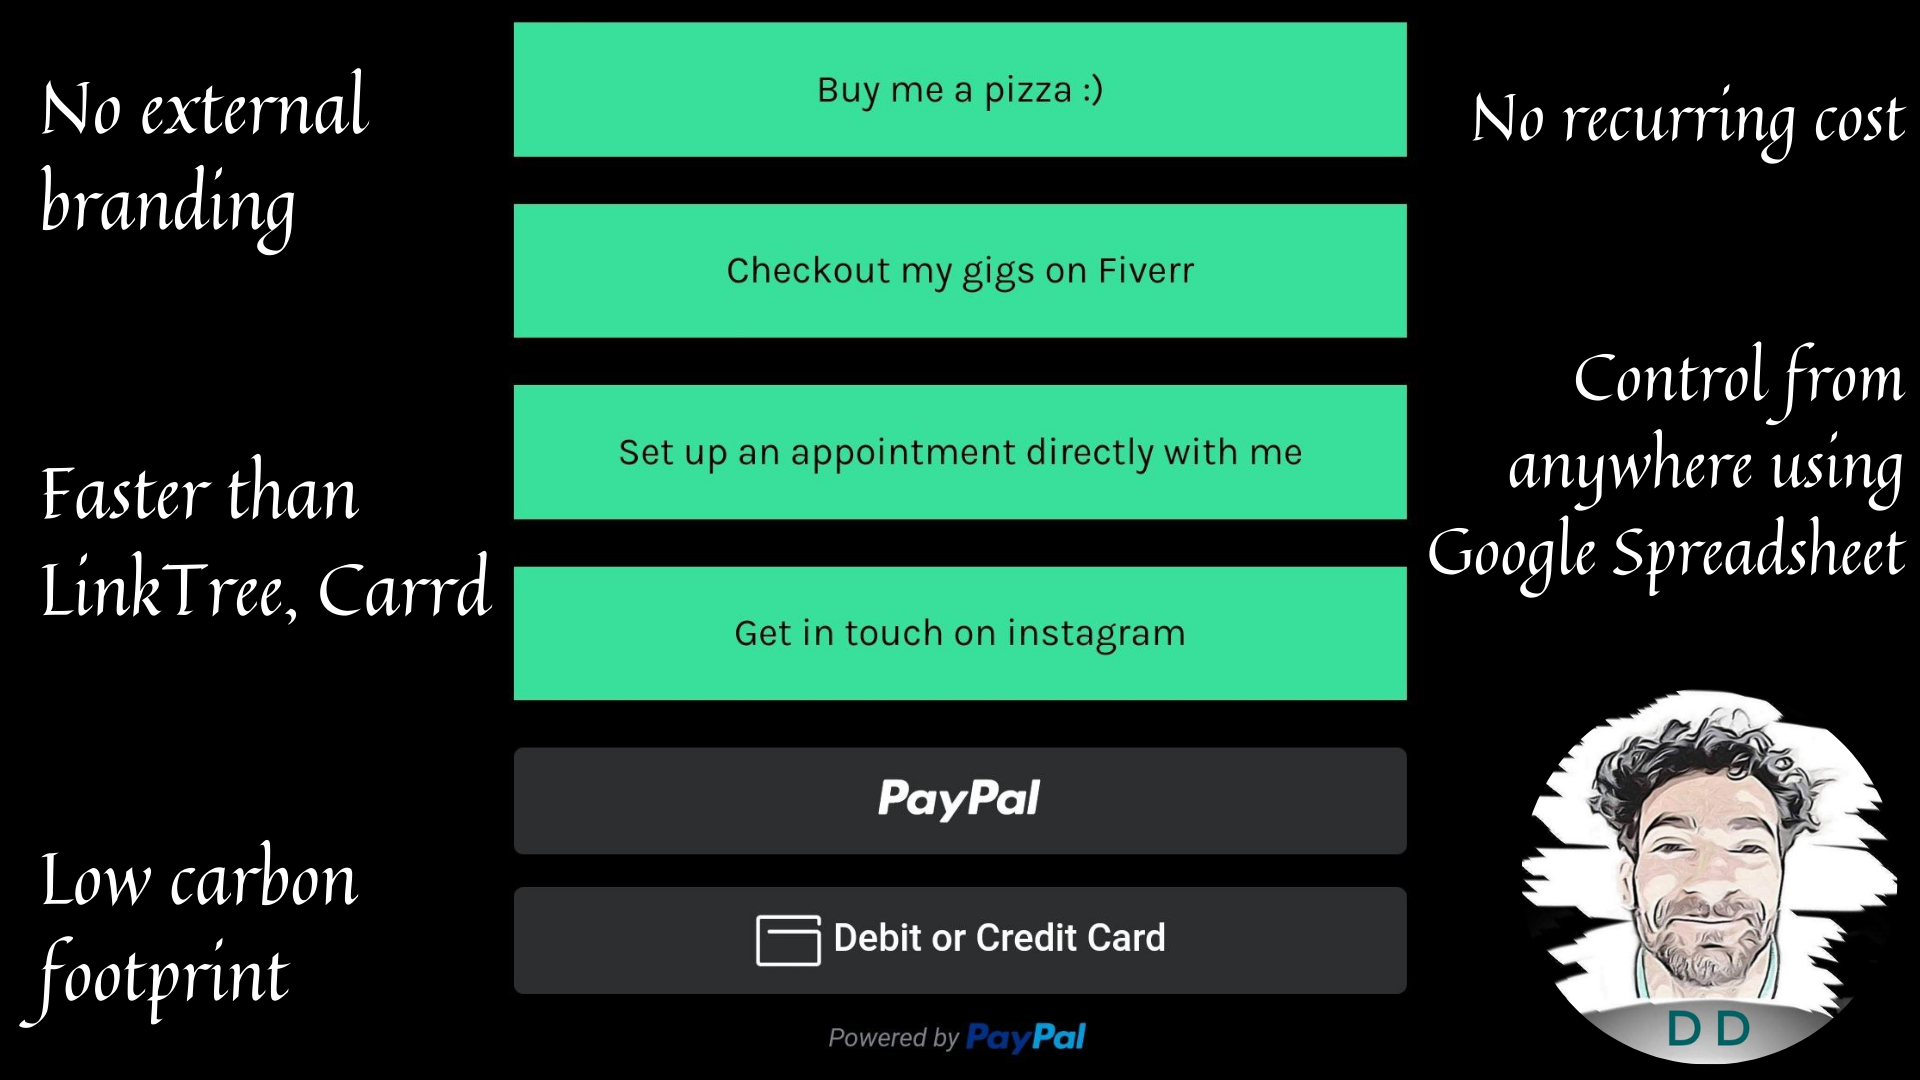 No external
branding
Faster than
LinkTree, Carrd
Low carbon
footprint
Buy me a pizza :)
Checkout my gigs on Fiverr
Set up an appointment directly with me
Get in touch on instagram
PayPal
Debit or Credit Card
Powered by PayPal
No recurring cost
Control from
anywhere using
Google Spreadsheet
DD